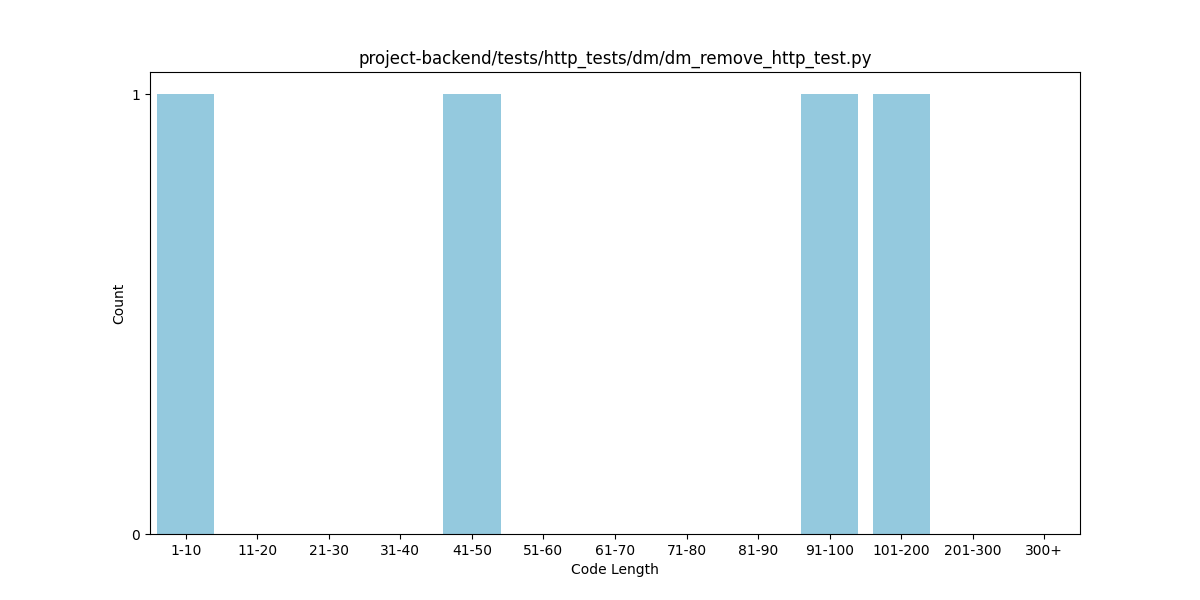 project-backend/tests/http_tests/dm/dm_remove_http_test.py
1
Count
0
1-10 11-20 21-30 31-40 41-50 51-60 61-70 71-80 81-90 91-100 101-200 201-300 300+
Code Length